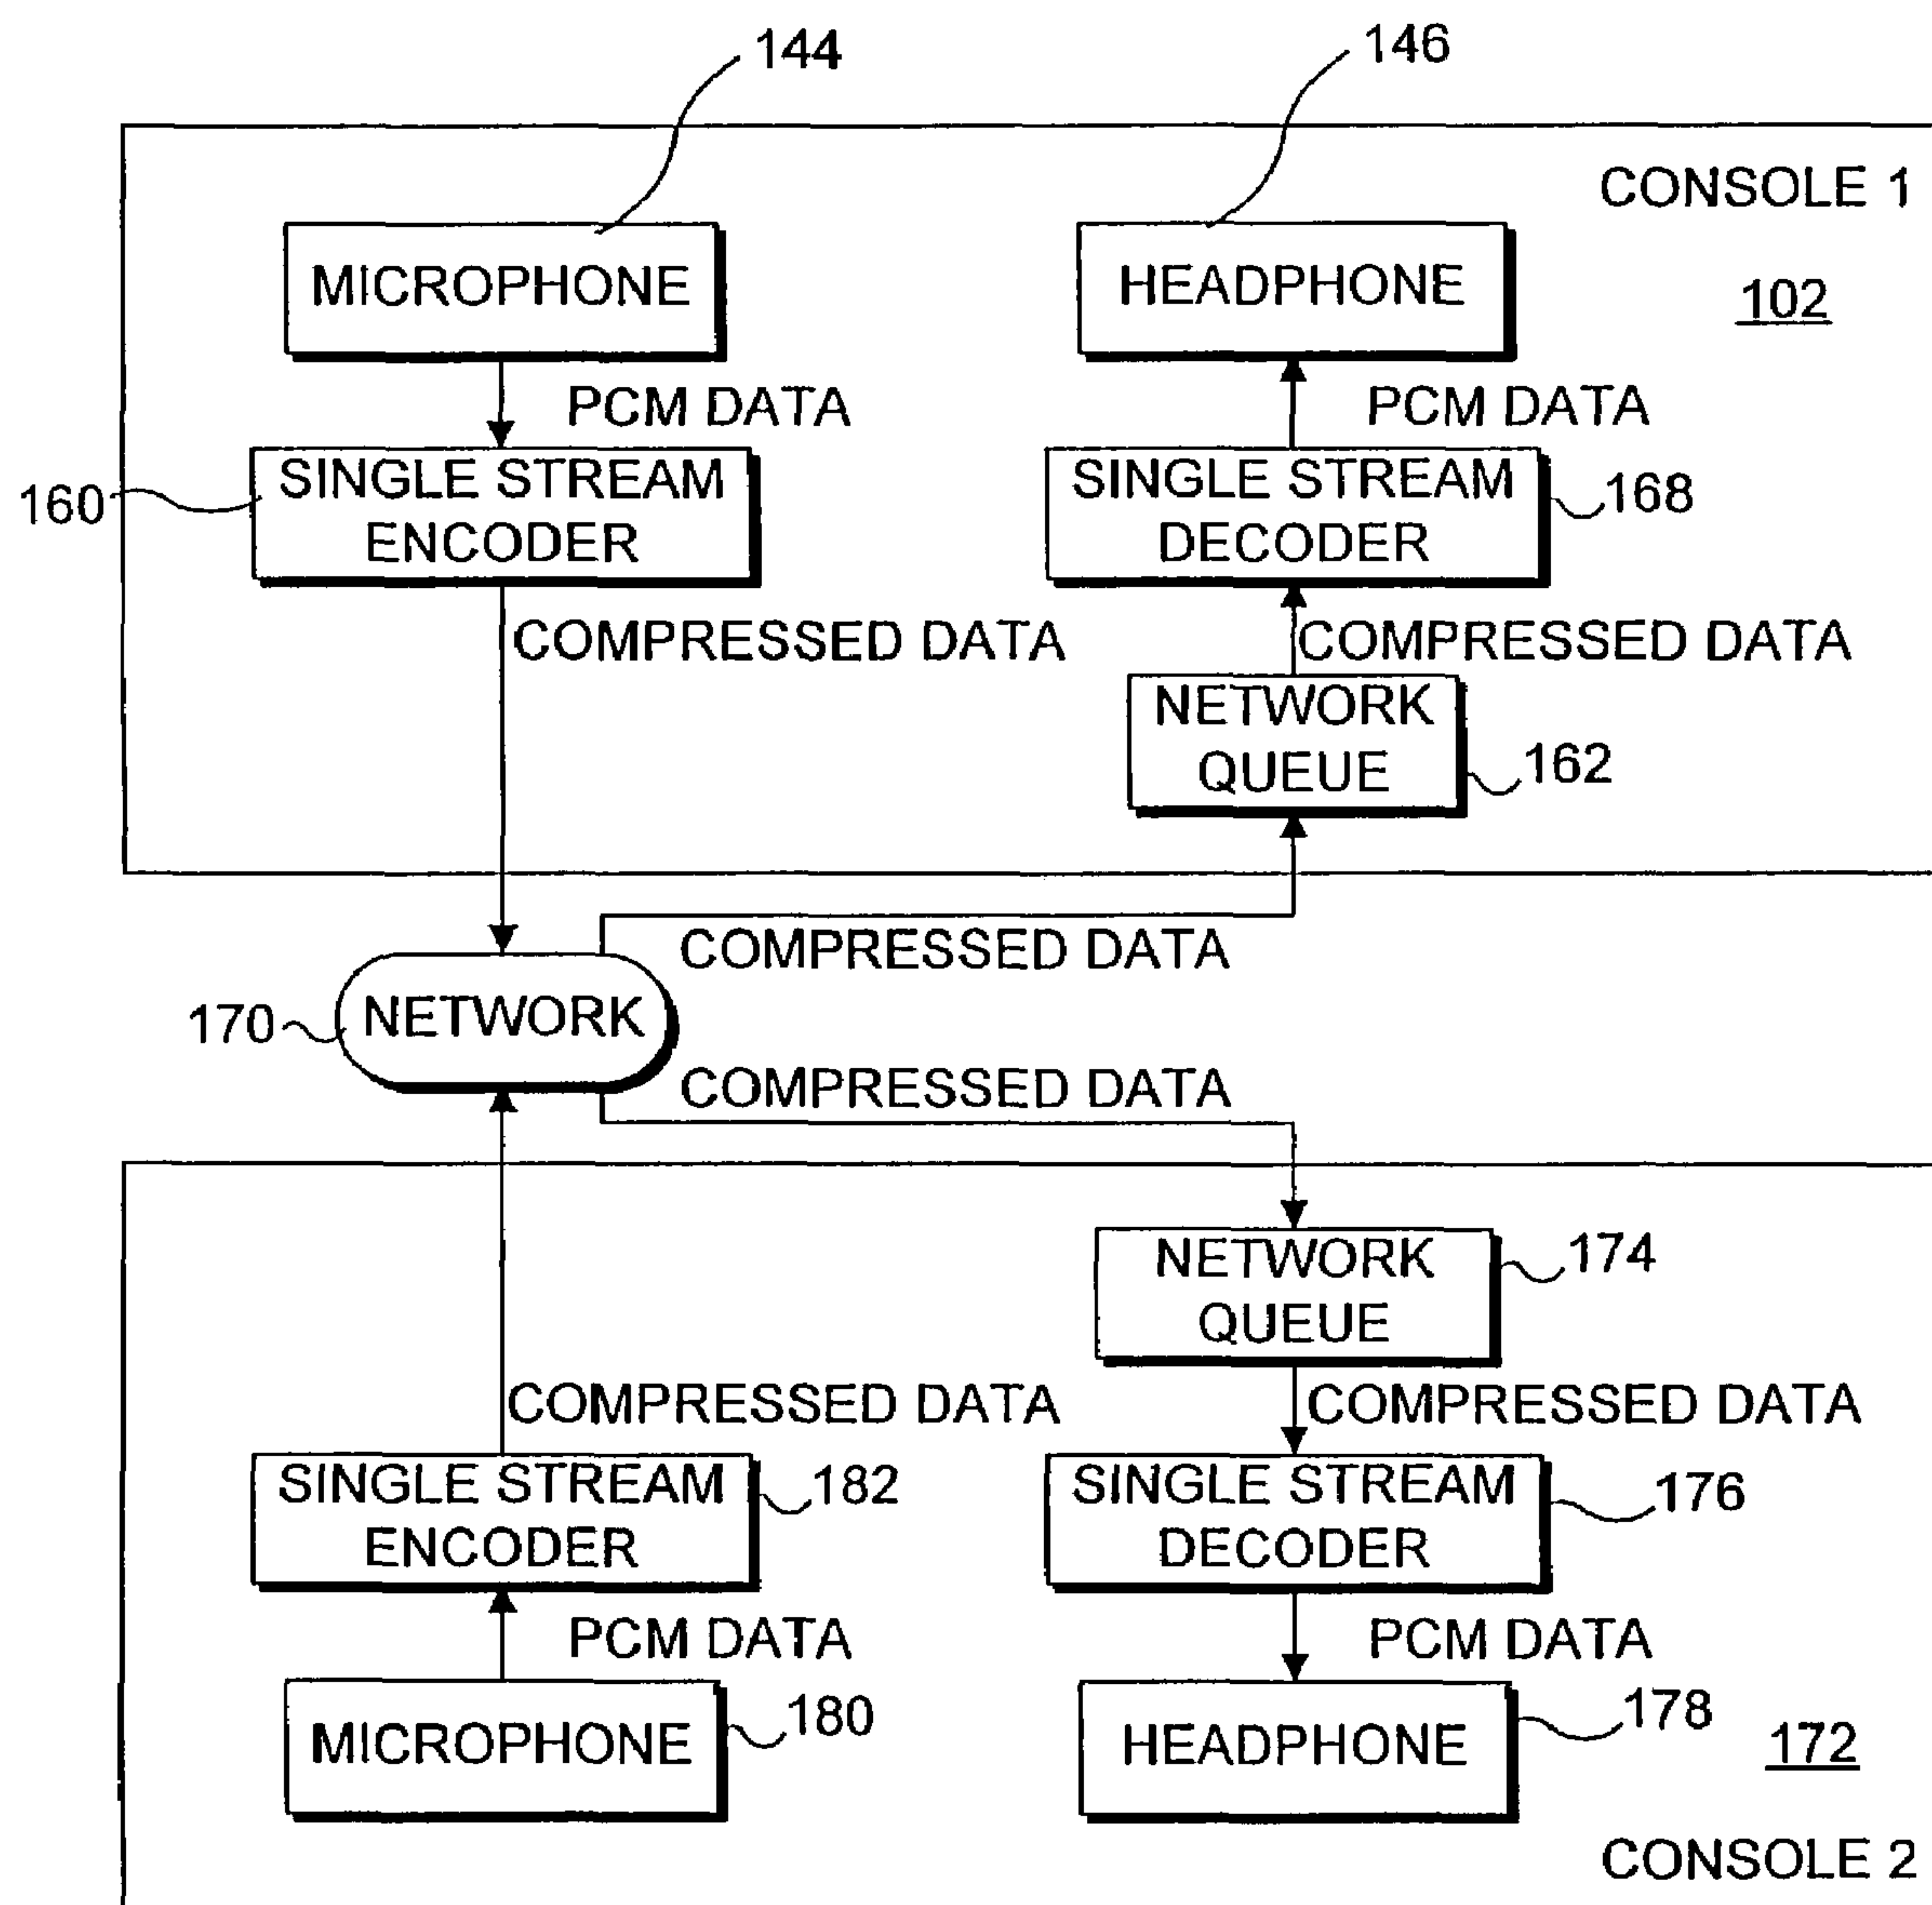 144
146
CONSOLE 1
MICROPHONE
HEADPHONE
102
PCM DATA
PCM DATA
160
SINGLE STREAM
ENCODER
SINGLE STREAM
DECODER
168
COMPRESSED DATA
COMPRESSED DATA
NETWORK
QUEUE
162
COMPRESSED DATA
170
NETWORK
COMPRESSED DATA
NETWORK
QUEUE
174
COMPRESSED DATA
COMPRESSED DATA
SINGLE STREAM
ENCODER
182
SINGLE STREAM
DECODER
176
PCM DATA
PCM DATA
MICROPHONE
180
HEADPHONE
178
172
CONSOLE 2